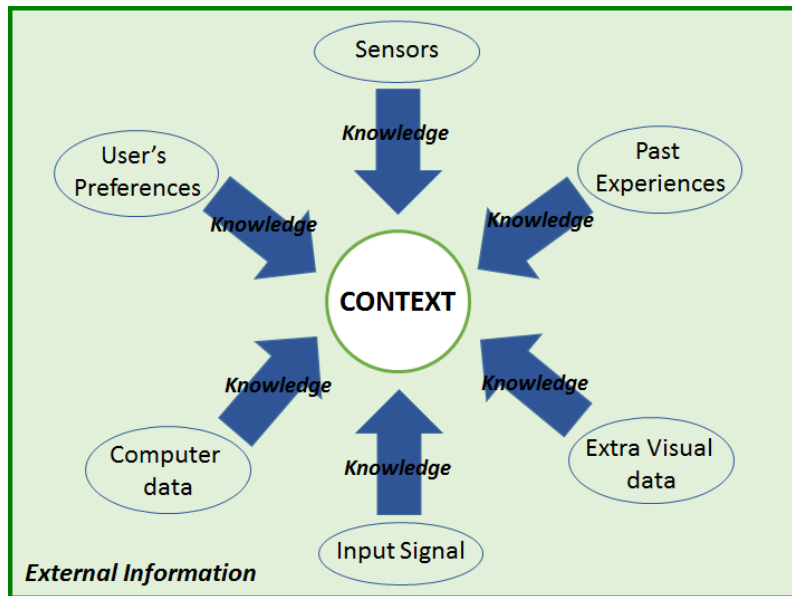 Sensors
Knowledge
User's
Preferences
Knowledge
Past
Experiences
Knowledge
CONTEXT
Computer
data
Knowledge
Extra Visual
data
Knowledge
Knowledge
Input Signal
External Information